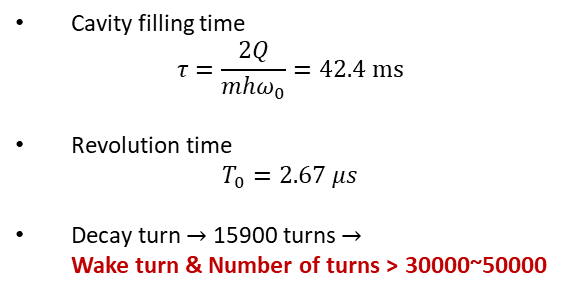 • Cavity filling time
τ = 2Q / mhω₀ = 42.4 ms
• Revolution time
T₀ = 2.67 μs
• Decay turn → 15900 turns →
Wake turn & Number of turns > 30000~50000